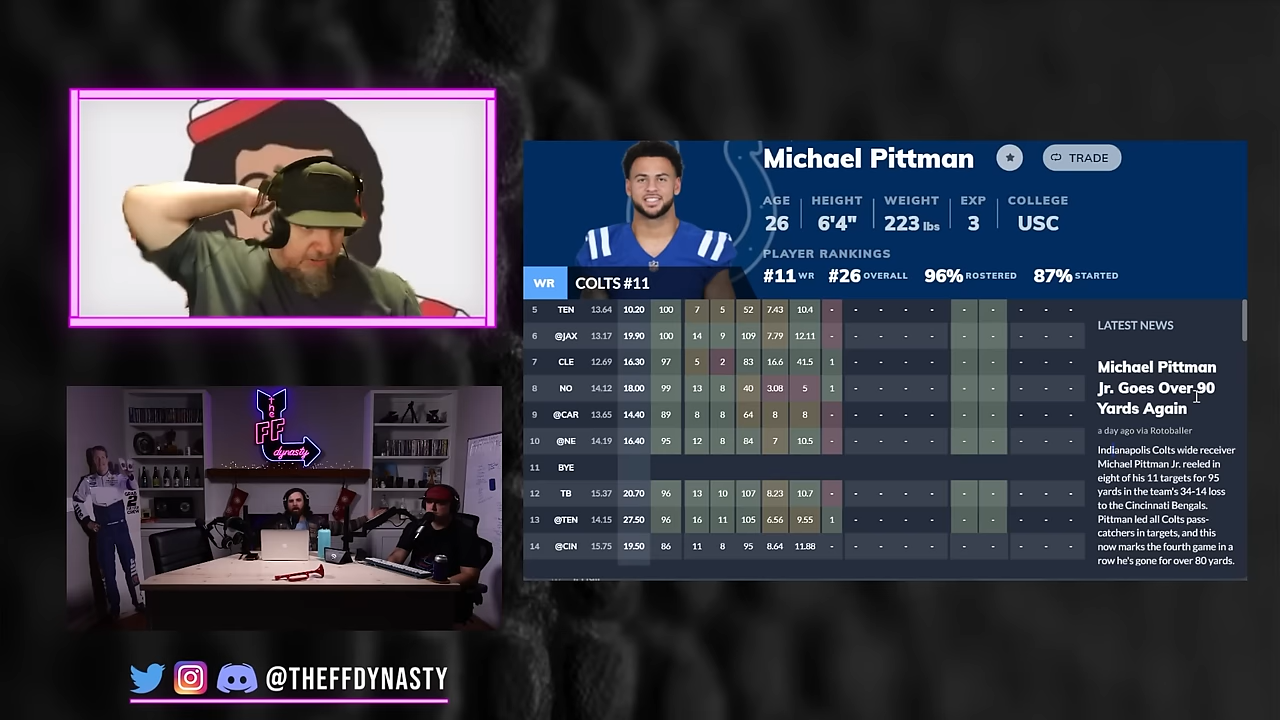 the
FF
dynasty
@THEFFDYNASTY
Michael Pittman
TRADE
AGE HEIGHT WEIGHT EXP COLLEGE
26 6'4" 223 lbs 3 USC
PLAYER RANKINGS
#11 WR #26 OVERALL 96% ROSTERED 87% STARTED
WR COLTS #11
5 TEN 13.64 10.20 100 7 5 52 7.43 10.4 - - - - - - - - - -
6 @JAX 13.17 19.90 100 14 9 109 7.79 12.11 - - - - - - - - - -
7 CLE 12.69 16.30 97 5 2 83 16.6 41.5 1 - - - - - - - - -
8 NO 14.12 18.00 99 13 8 40 3.08 5 1 - - - - - - - - -
9 @CAR 13.65 14.40 89 8 8 64 8 8 - - - - - - - - - -
10 @NE 14.19 16.40 95 12 8 84 7 10.5 - - - - - - - - - -
11 BYE
12 TB 15.37 20.70 96 13 10 107 8.23 10.7 - - - - - - - - - -
13 @TEN 14.15 27.50 96 16 11 105 6.56 9.55 1 - - - - - - - - -
14 @CIN 15.75 19.50 86 11 8 95 8.64 11.88 - - - - - - - - - -
LATEST NEWS
Michael Pittman
Jr. Goes Over 90
Yards Again
a day ago via Rotoballer
Indianapolis Colts wide receiver
Michael Pittman Jr. reeled in
eight of his 11 targets for 95
yards in the team's 34-14 loss
to the Cincinnati Bengals.
Pittman led all Colts pass-
catchers in targets, and this
now marks the fourth game in a
row he's gone for over 80 yards.